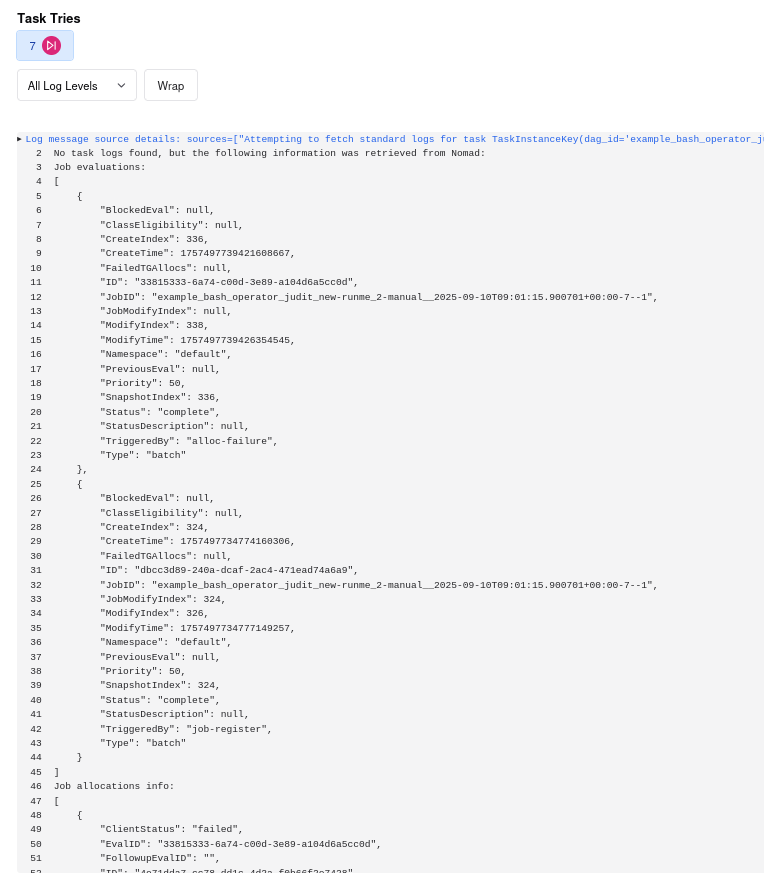 Task Tries
7
All Log Levels Wrap
Log message source details: sources=["Attempting to fetch standard logs for task TaskInstanceKey(dag_id='example_bash_operator_ju
2 No task logs found, but the following information was retrieved from Nomad:
3 Job evaluations:
4 [
5 {
6 "BlockedEval": null,
7 "ClassEligibility": null,
8 "CreateIndex": 336,
9 "CreateTime": 1757497739421608667,
10 "FailedTGAllocs": null,
11 "ID": "33815333-6a74-c00d-3e89-a104d6a5cc0d",
12 "JobID": "example_bash_operator_judit_new-runme_2-manual__2025-09-10T09:01:15.900701+00:00-7--1",
13 "JobModifyIndex": null,
14 "ModifyIndex": 338,
15 "ModifyTime": 1757497739426354545,
16 "Namespace": "default",
17 "PreviousEval": null,
18 "Priority": 50,
19 "SnapshotIndex": 336,
20 "Status": "complete",
21 "StatusDescription": null,
22 "TriggeredBy": "alloc-failure",
23 "Type": "batch"
24 },
25 {
26 "BlockedEval": null,
27 "ClassEligibility": null,
28 "CreateIndex": 324,
29 "CreateTime": 1757497734774160306,
30 "FailedTGAllocs": null,
31 "ID": "dbcc3d89-240a-dcaf-2ac4-471ead74a6a9",
32 "JobID": "example_bash_operator_judit_new-runme_2-manual__2025-09-10T09:01:15.900701+00:00-7--1",
33 "JobModifyIndex": 324,
34 "ModifyIndex": 326,
35 "ModifyTime": 1757497734777149257,
36 "Namespace": "default",
37 "PreviousEval": null,
38 "Priority": 50,
39 "SnapshotIndex": 324,
40 "Status": "complete",
41 "StatusDescription": null,
42 "TriggeredBy": "job-register",
43 "Type": "batch"
44 }
45 ]
46 Job allocations info:
47 [
48 {
49 "ClientStatus": "failed",
50 "EvalID": "33815333-6a74-c00d-3e89-a104d6a5cc0d",
51 "FollowupEvalID": "",
52 "ID":